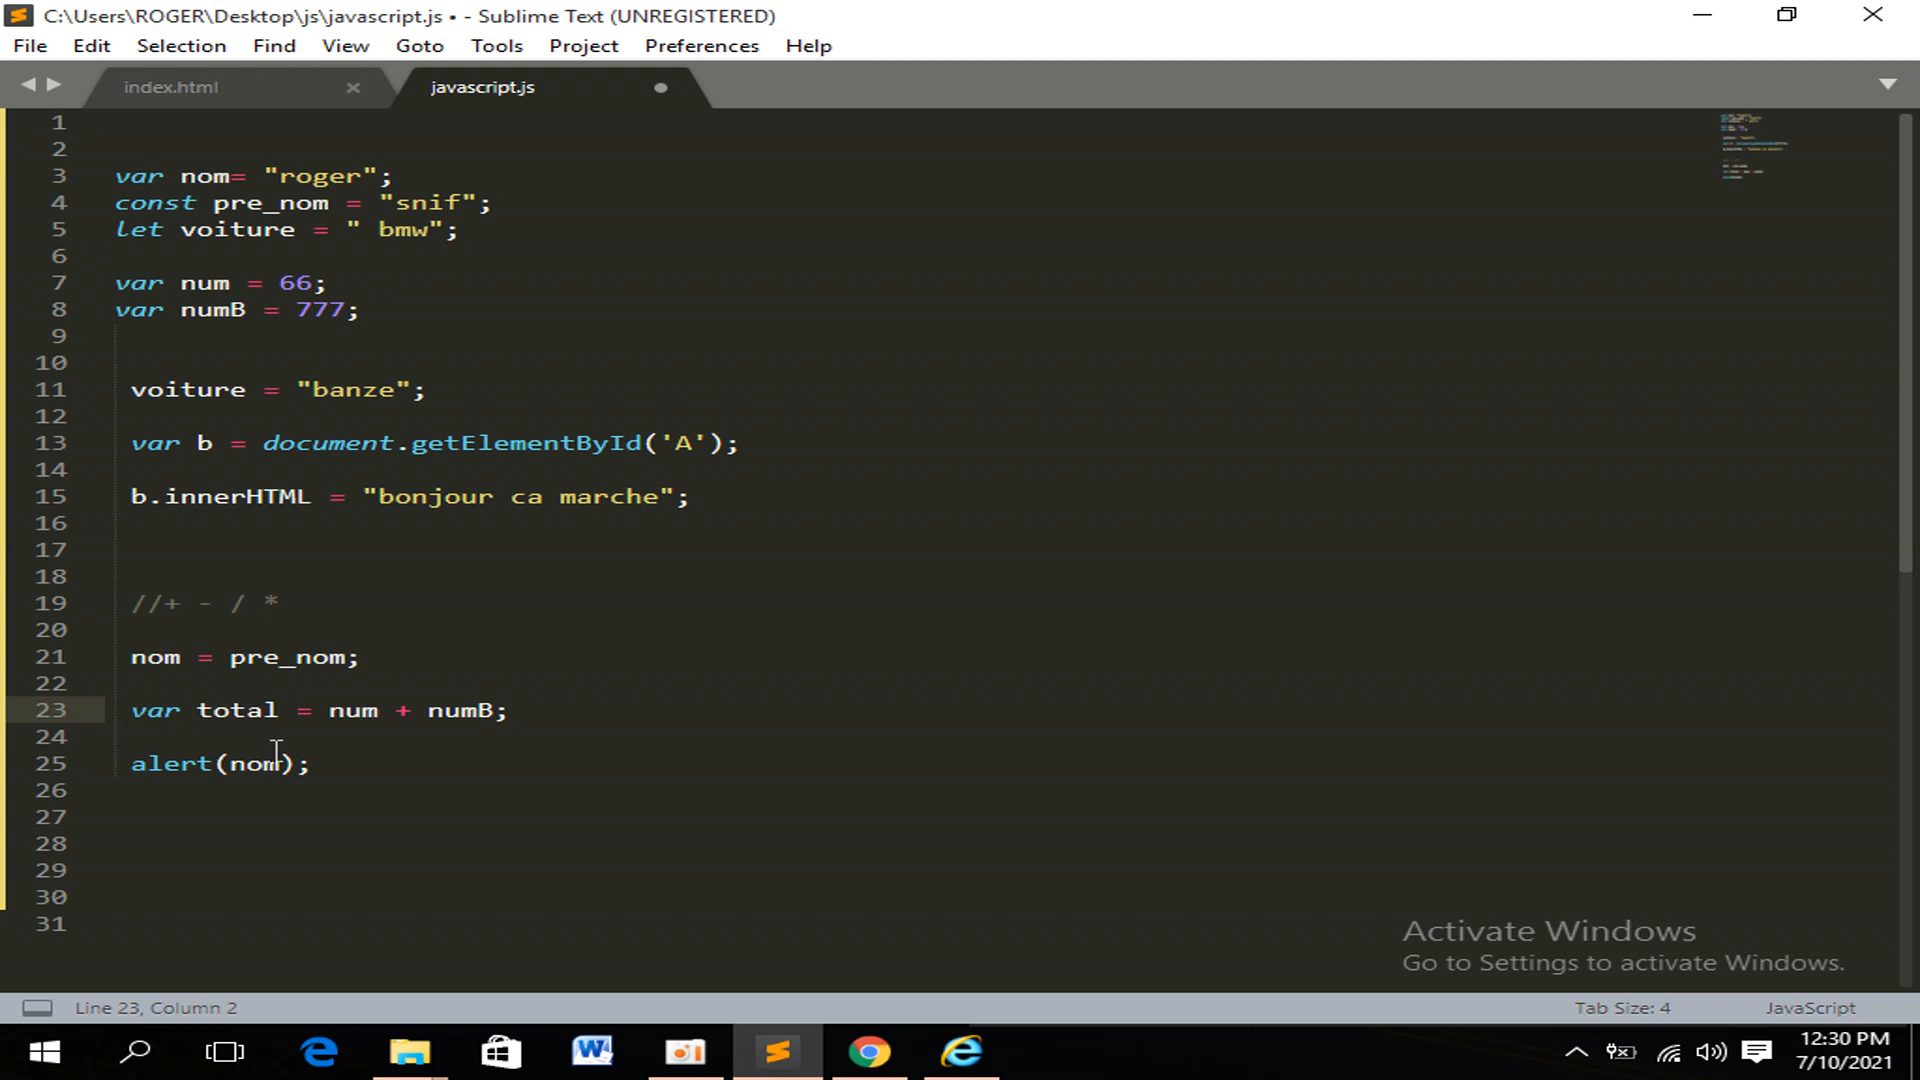 C:\Users\ROGER\Desktop\js\javascript.js • - Sublime Text (UNREGISTERED)
File Edit Selection Find View Goto Tools Project Preferences Help
index.html javascript.js
1
2
3 var nom= "roger";
4 const pre_nom = "snif";
5 let voiture = " bmw";
6
7 var num = 66;
8 var numB = 777;
9
10
11 voiture = "banze";
12
13 var b = document.getElementById('A');
14
15 b.innerHTML = "bonjour ca marche";
16
17
18
19 //+ - / *
20
21 nom = pre_nom;
22
23 var total = num + numB;
24
25 alert(nom);
26
27
28
29
30
31
Activate Windows
Go to Settings to activate Windows.
Line 23, Column 2 Tab Size: 4 JavaScript
12:30 PM
7/10/2021